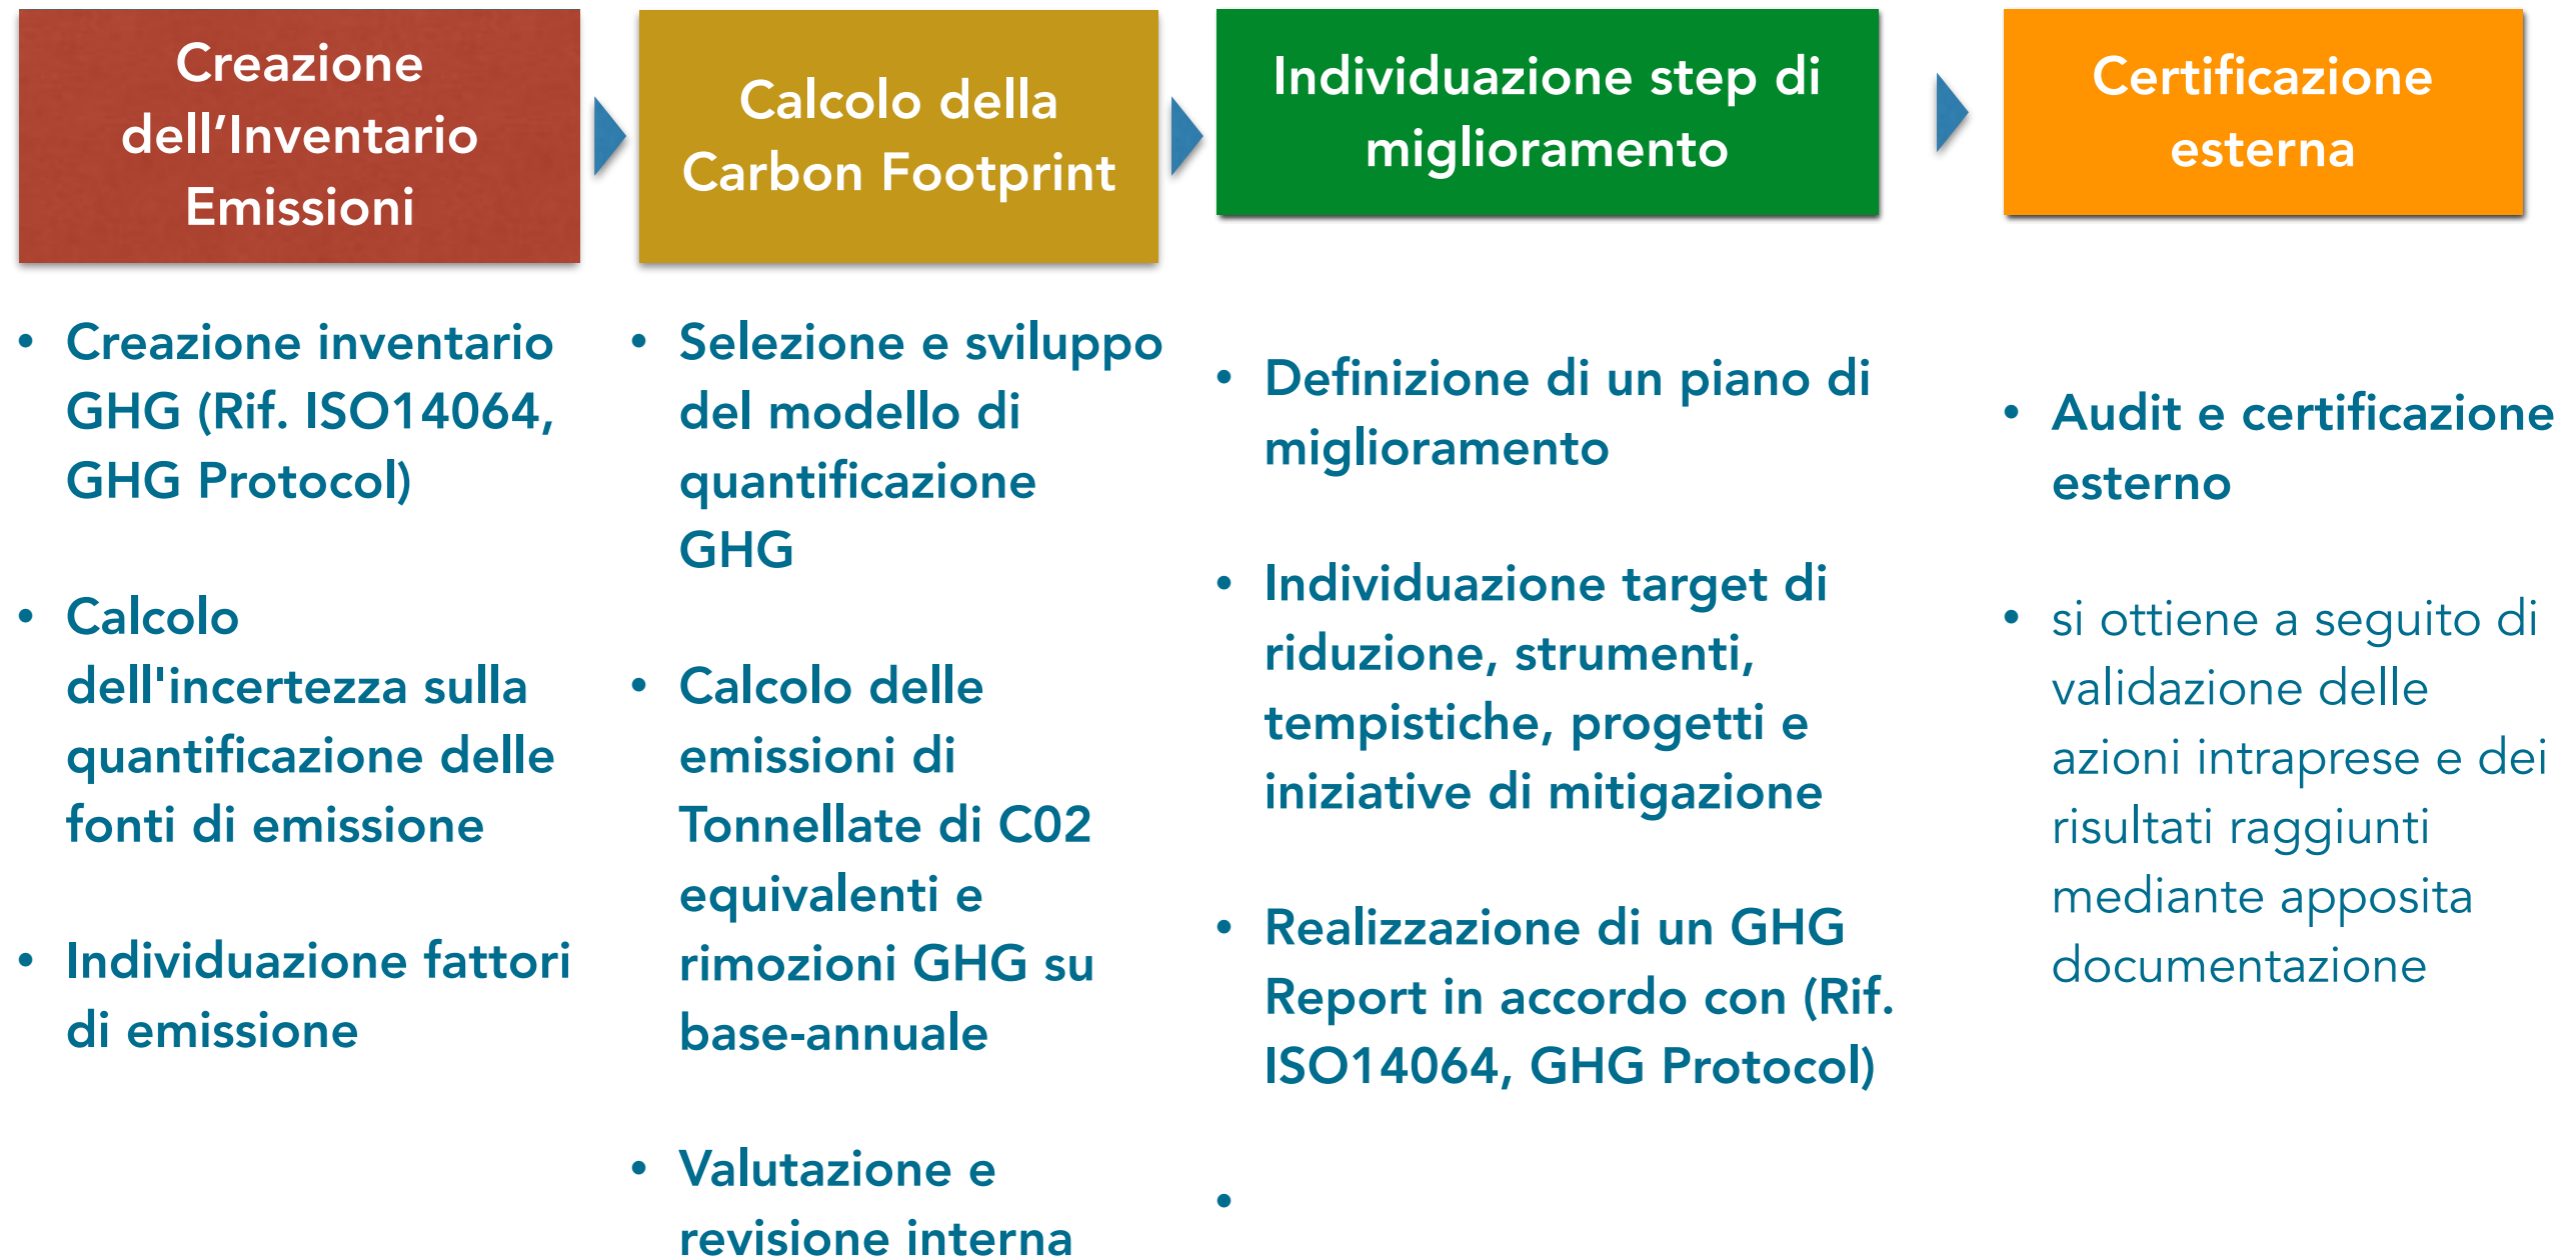 Creazione
dell’Inventario
Emissioni
Calcolo della
Carbon Footprint
Individuazione step di
miglioramento
Certificazione
esterna
• Creazione inventario
GHG (Rif. ISO14064,
GHG Protocol)
• Calcolo
dell'incertezza sulla
quantificazione delle
fonti di emissione
• Individuazione fattori
di emissione
• Selezione e sviluppo
del modello di
quantificazione
GHG
• Calcolo delle
emissioni di
Tonnellate di C02
equivalenti e
rimozioni GHG su
base-annuale
• Valutazione e
revisione interna
• Definizione di un piano di
miglioramento
• Individuazione target di
riduzione, strumenti,
tempistiche, progetti e
iniziative di mitigazione
• Realizzazione di un GHG
Report in accordo con (Rif.
ISO14064, GHG Protocol)
•
• Audit e certificazione
esterno
• si ottiene a seguito di
validazione delle
azioni intraprese e dei
risultati raggiunti
mediante apposita
documentazione